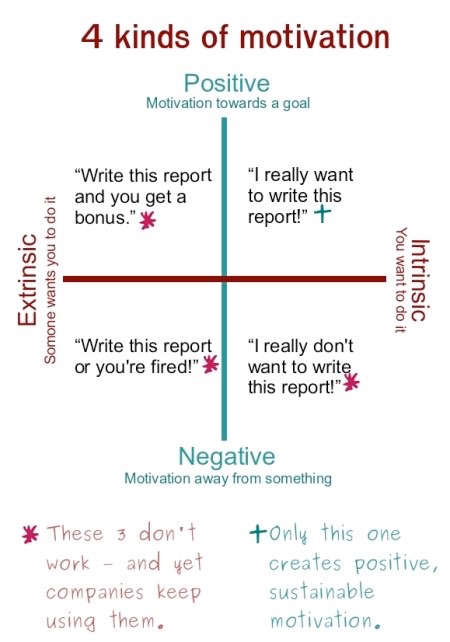 4 kinds of motivation
Positive
Motivation towards a goal
“Write this report
and you get a
bonus.”
“I really want
to write this
report!”
Extrinsic
Somone wants you to do it
Intrinsic
You want to do it
“Write this report
or you're fired!”
“I really don't
want to write
this report!”
Negative
Motivation away from something
These 3 don't
work – and yet
companies keep
using them.
Only this one
creates positive,
sustainable
motivation.